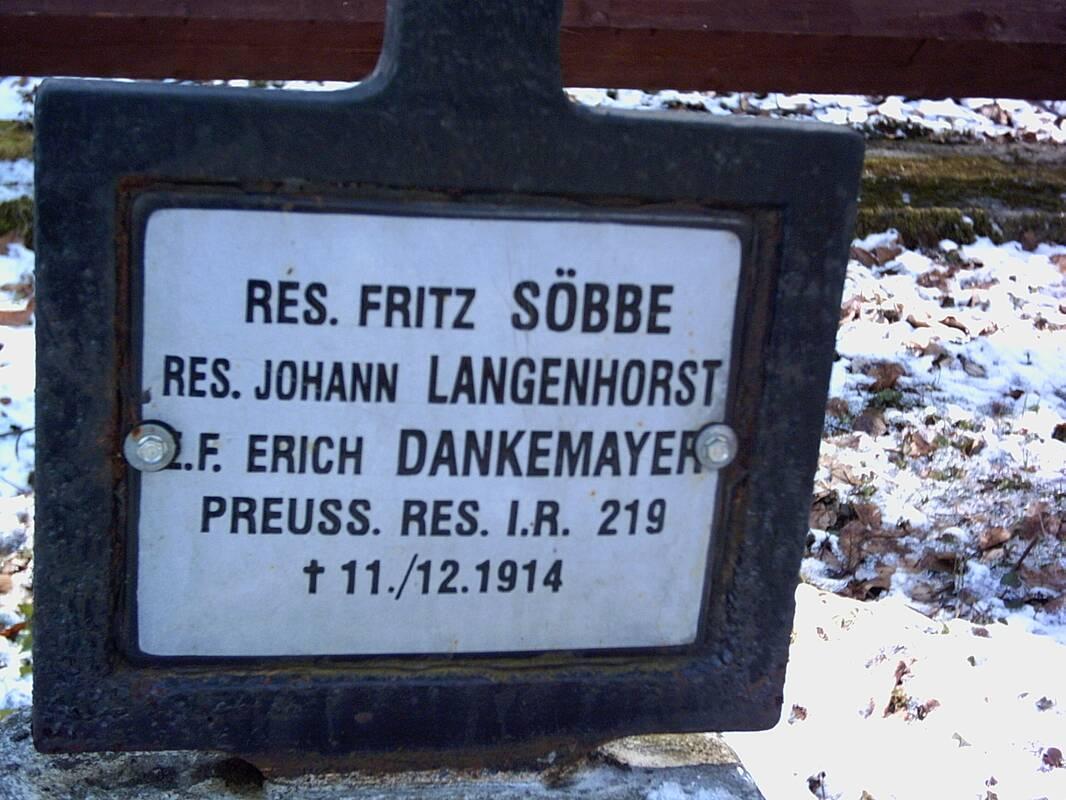 RES. FRITZ SÖBBE
RES. JOHANN LANGENHORST
ERICH DANKEMAYER
PREUSS. RES. I.R. 219
† 11./12.1914